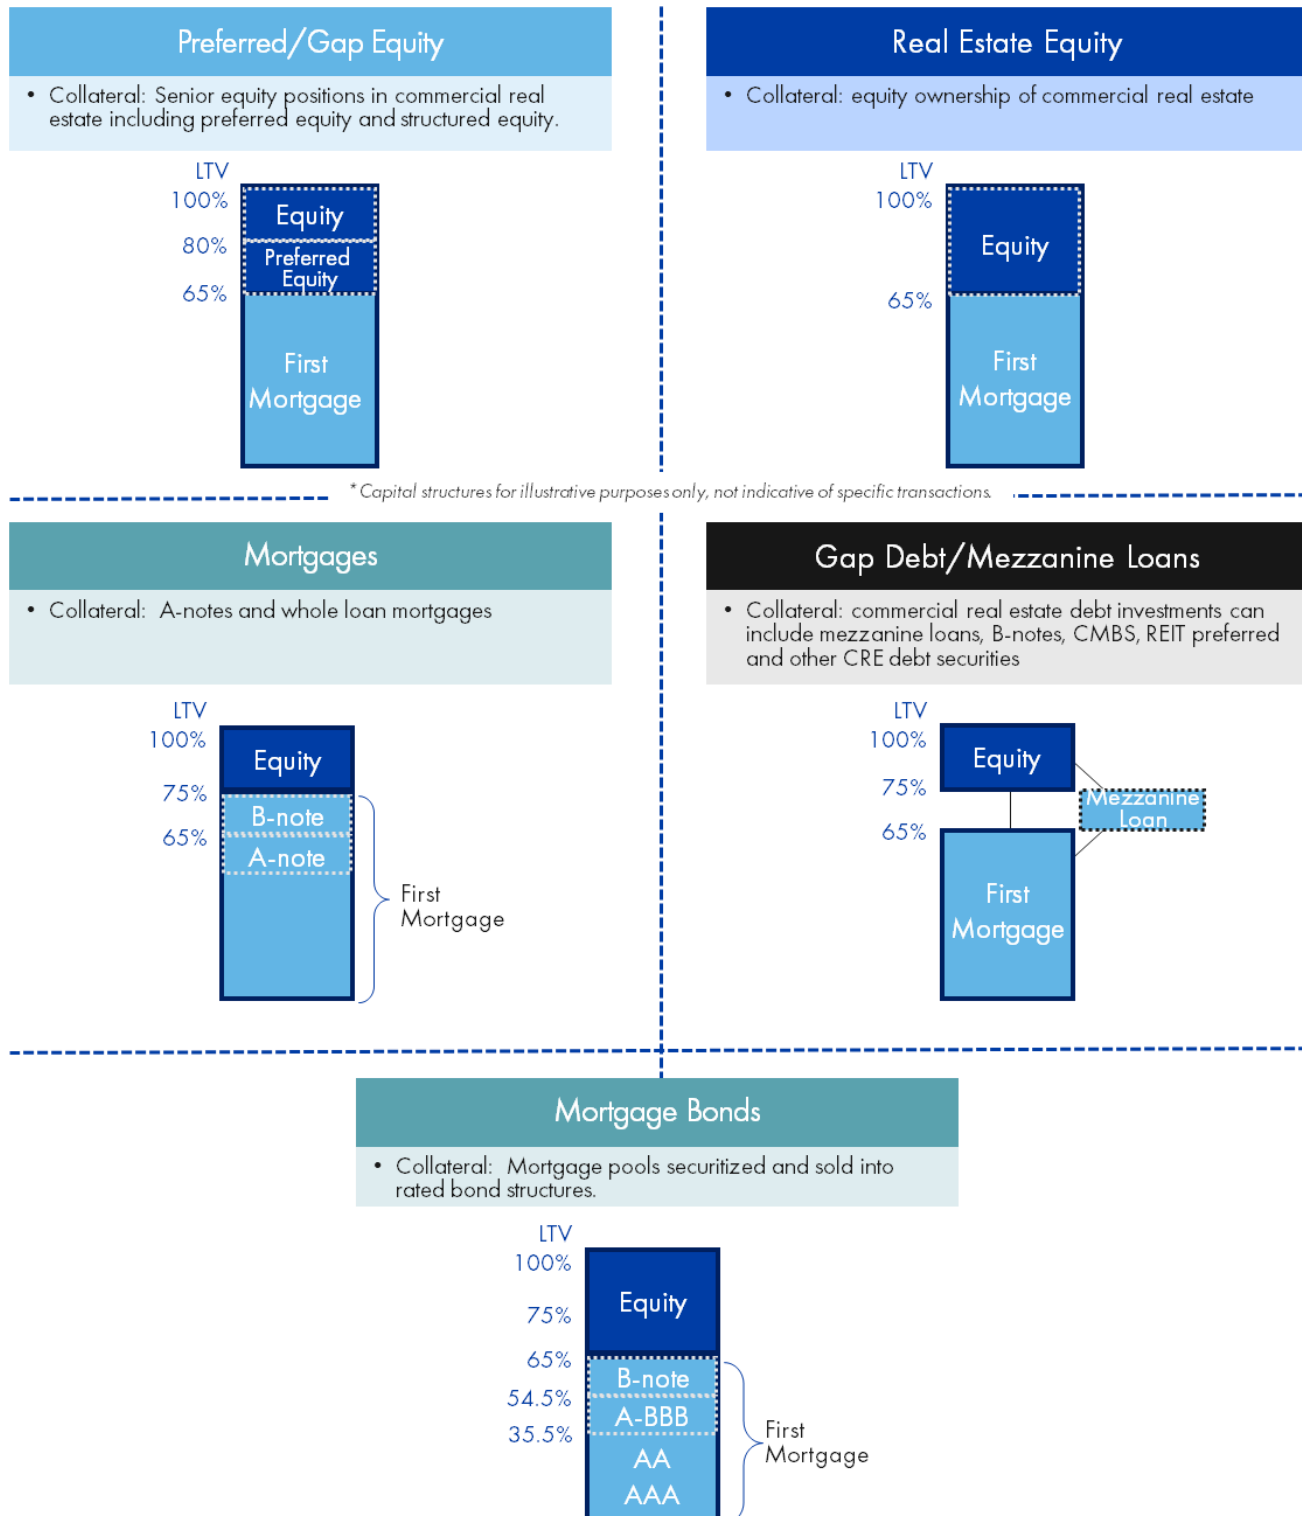 Preferred/Gap Equity
• Collateral: Senior equity positions in commercial real
estate including preferred equity and structured equity.
LTV
100%
80%
65%
Equity
Preferred
Equity
First
Mortgage
Real Estate Equity
• Collateral: equity ownership of commercial real estate
LTV
100%
65%
Equity
First
Mortgage
*Capital structures for illustrative purposes only, not indicative of specific transactions.
Mortgages
• Collateral: A-notes and whole loan mortgages
LTV
100%
75%
65%
Equity
B-note
A-note
First
Mortgage
Gap Debt/Mezzanine Loans
• Collateral: commercial real estate debt investments can
include mezzanine loans, B-notes, CMBS, REIT preferred
and other CRE debt securities
LTV
100%
75%
65%
Equity
Mezzanine
Loan
First
Mortgage
Mortgage Bonds
• Collateral: Mortgage pools securitized and sold into
rated bond structures.
LTV
100%
75%
65%
54.5%
35.5%
Equity
B-note
A-BBB
AA
AAA
First
Mortgage